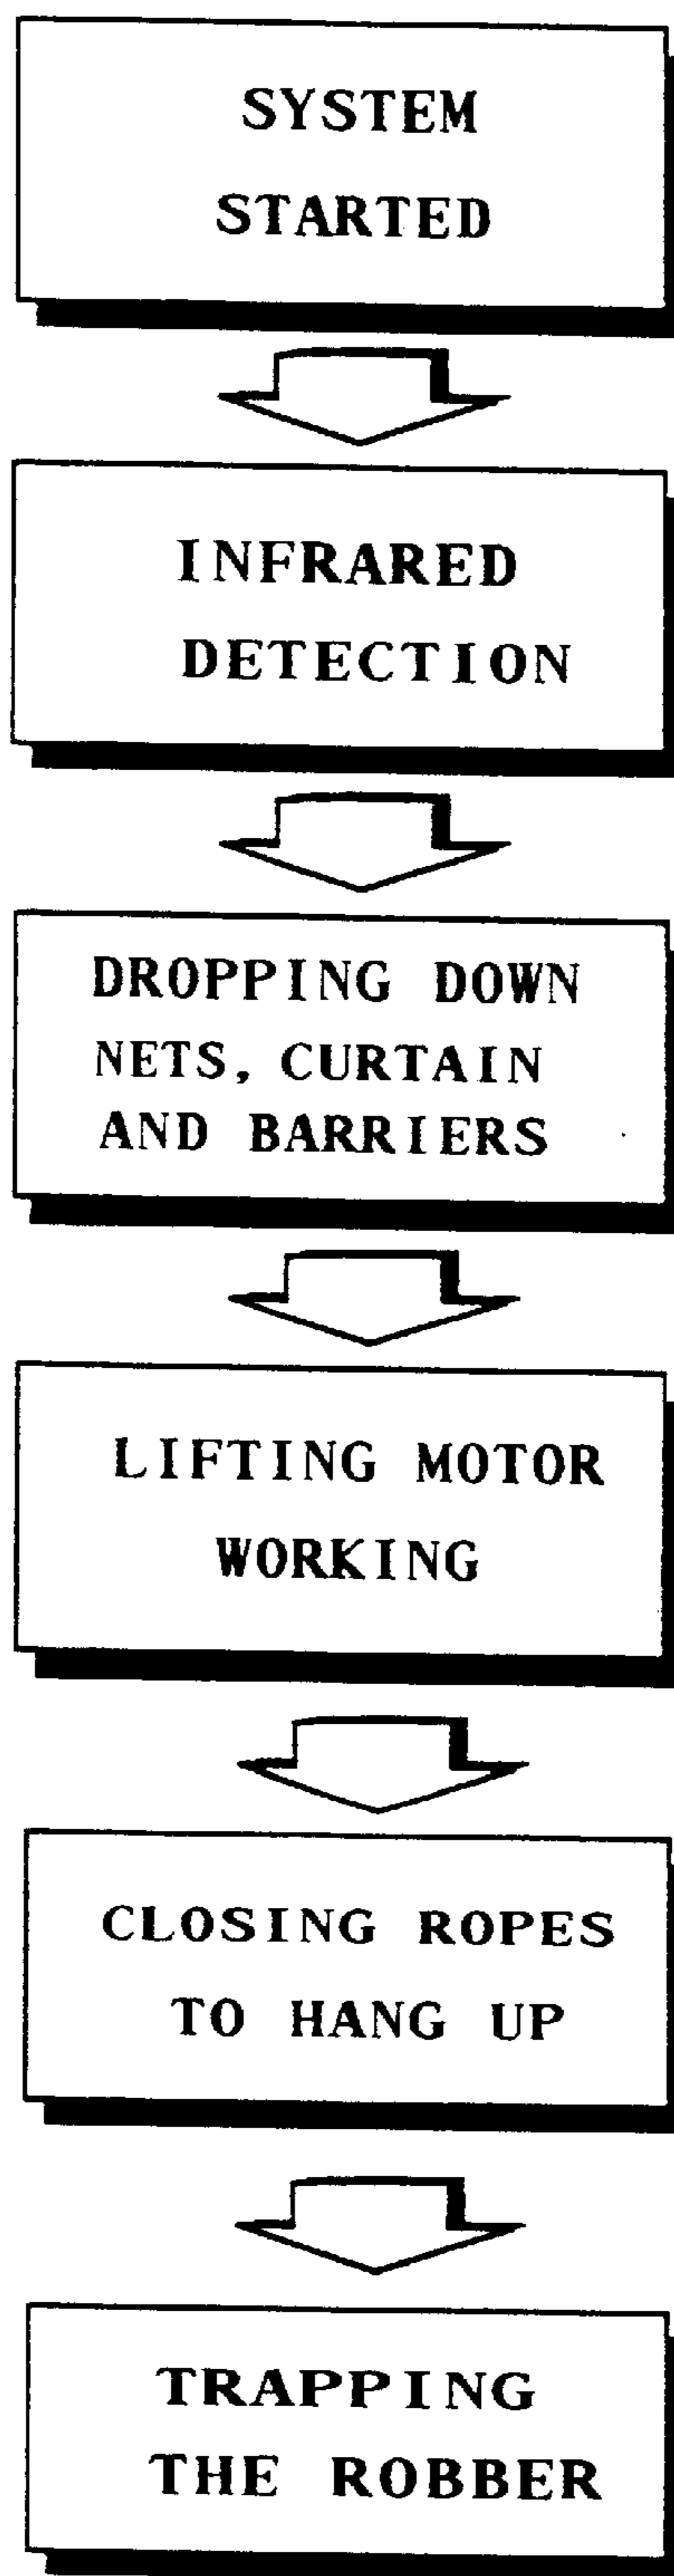 SYSTEM
STARTED
INFRARED
DETECTION
DROPPING DOWN
NETS, CURTAIN
AND BARRIERS
LIFTING MOTOR
WORKING
CLOSING ROPES
TO HANG UP
TRAPPING
THE ROBBER